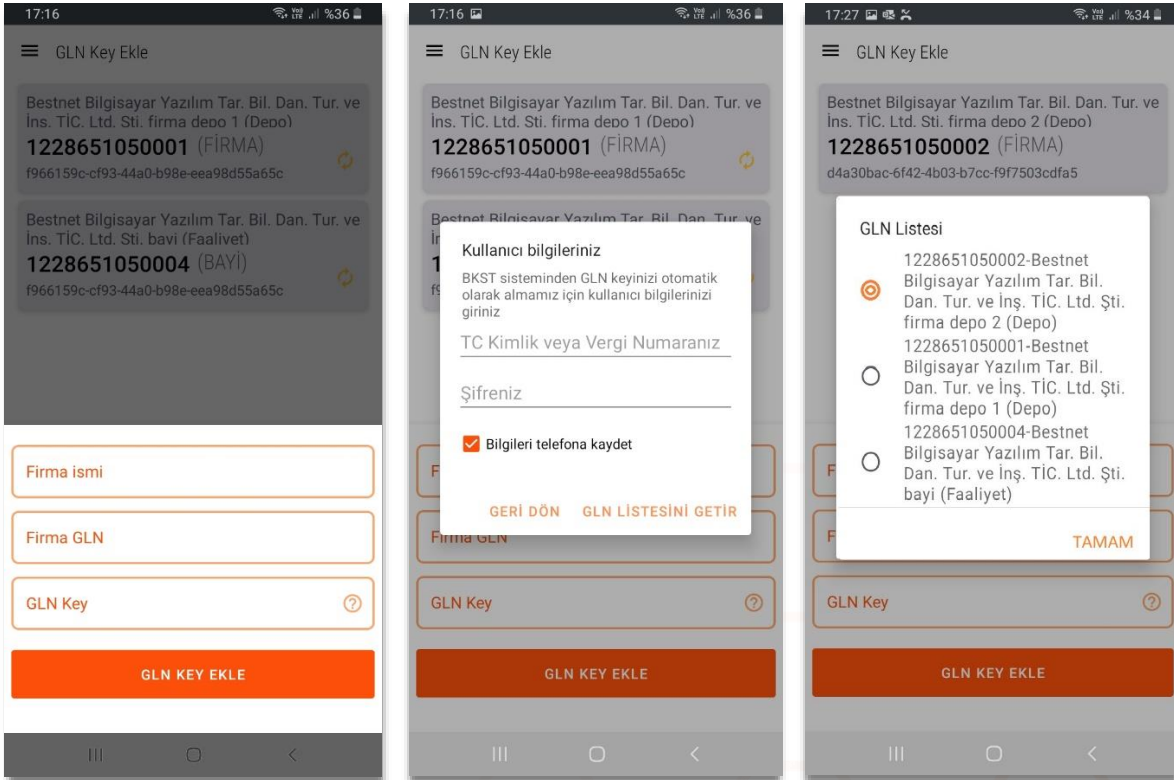 17:16
%36
GLN Key Ekle
Bestnet Bilgisayar Yazılım Tar. Bil. Dan. Tur. ve
İns. TİC. Ltd. Sti. firma depo 1 (Depo)
1228651050001 (FİRMA)
f966159c-cf93-44a0-b98e-eea98d55a65c
Bestnet Bilgisayar Yazılım Tar. Bil. Dan. Tur. ve
İns. TİC. Ltd. Sti. bayi (Faaliyet)
1228651050004 (BAYİ)
f966159c-cf93-44a0-b98e-eea98d55a65c
Firma ismi
Firma GLN
GLN Key
GLN KEY EKLE
17:16
%36
GLN Key Ekle
Bestnet Bilgisayar Yazılım Tar. Bil. Dan. Tur. ve
İns. TİC. Ltd. Sti. firma depo 1 (Depo)
1228651050001 (FİRMA)
f966159c-cf93-44a0-b98e-eea98d55a65c
Bestnet Bilgisayar Yazılım Tar. Bil. Dan. Tur. ve
Kullanıcı bilgileriniz
BKST sisteminden GLN keyinizi otomatik
olarak almamız için kullanıcı bilgilerinizi
giriniz
TC Kimlik veya Vergi Numaranız
Şifreniz
Bilgileri telefona kaydet
GERİ DÖN GLN LİSTESİNİ GETİR
Firma GLN
GLN Key
GLN KEY EKLE
17:27
%34
GLN Key Ekle
Bestnet Bilgisayar Yazılım Tar. Bil. Dan. Tur. ve
İns. TİC. Ltd. Sti. firma depo 2 (Depo)
1228651050002 (FİRMA)
d4a30bac-6f42-4b03-b7cc-f9f7503cdfa5
GLN Listesi
1228651050002-Bestnet
Bilgisayar Yazılım Tar. Bil.
Dan. Tur. ve İnş. TİC. Ltd. Şti.
firma depo 2 (Depo)
1228651050001-Bestnet
Bilgisayar Yazılım Tar. Bil.
Dan. Tur. ve İnş. TİC. Ltd. Şti.
firma depo 1 (Depo)
1228651050004-Bestnet
Bilgisayar Yazılım Tar. Bil.
Dan. Tur. ve İnş. TİC. Ltd. Şti.
bayi (Faaliyet)
TAMAM
GLN Key
GLN KEY EKLE